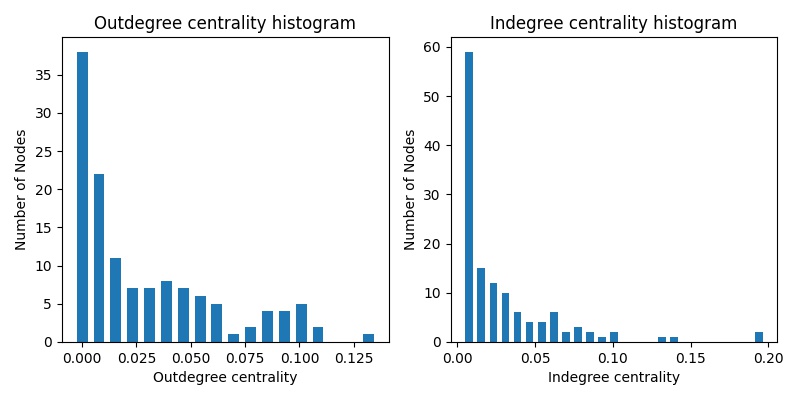 Outdegree centrality histogram
Number of Nodes
35
30
25
20
15
10
5
0
0.000 0.025 0.050 0.075 0.100 0.125
Outdegree centrality
Indegree centrality histogram
Number of Nodes
60
50
40
30
20
10
0
0.00 0.05 0.10 0.15 0.20
Indegree centrality